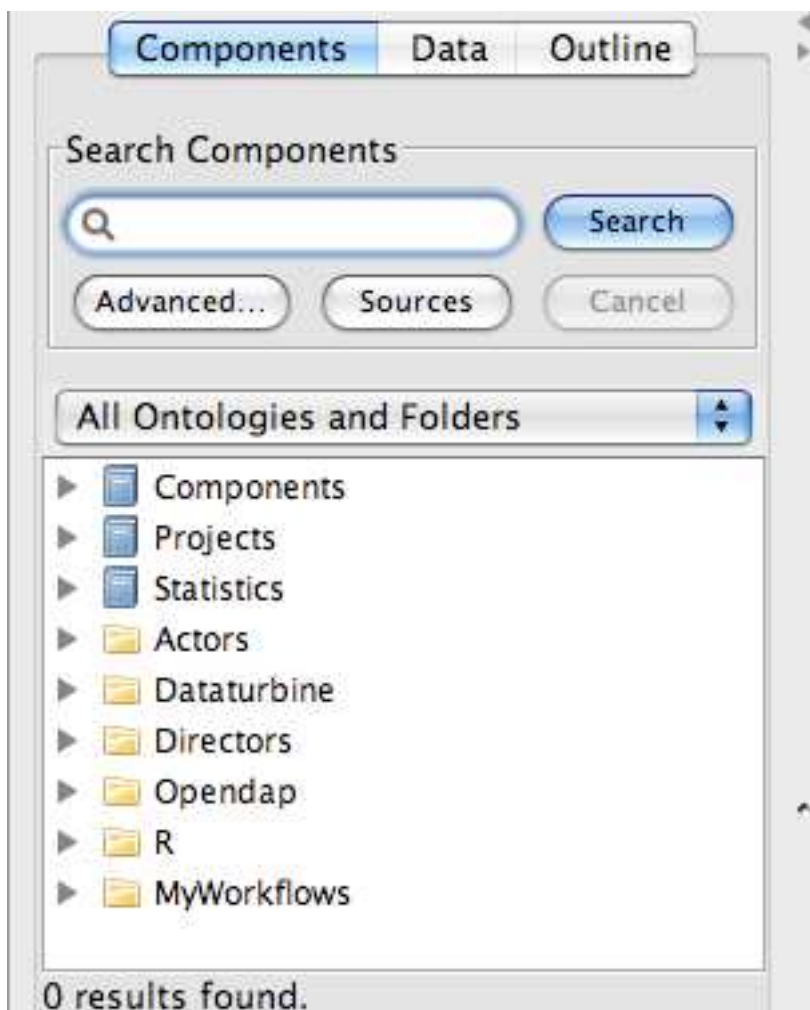 Components Data Outline
Search Components
Search
Advanced... Sources Cancel
All Ontologies and Folders
Components
Projects
Statistics
Actors
Dataturbine
Directors
Opendap
R
MyWorkflows
0 results found.